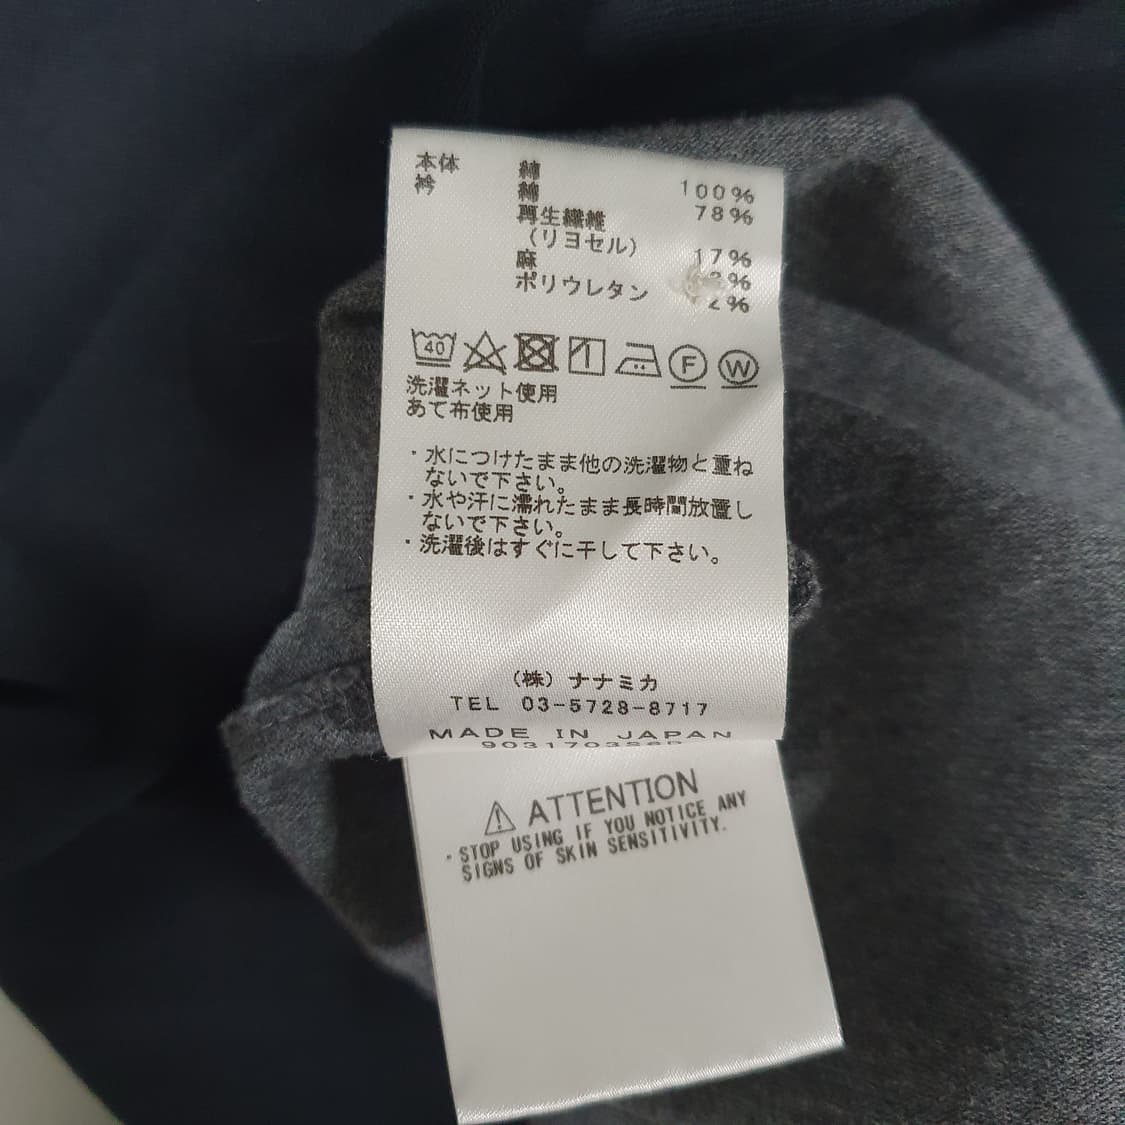 本体 綿 100%
衿 綿 78%
再生繊維
（リヨセル） 17%
麻 3%
ポリウレタン 2%
40 F W
洗濯ネット使用
あて布使用
・水につけたまま他の洗濯物と重ね
ないで下さい。
・水や汗に濡れたまま長時間放置し
ないで下さい。
・洗濯後はすぐに干して下さい。
（株）ナナミカ
TEL 03-5728-8717
MADE IN JAPAN
ATTENTION
・STOP USING IF YOU NOTICE ANY
SIGNS OF SKIN SENSITIVITY.